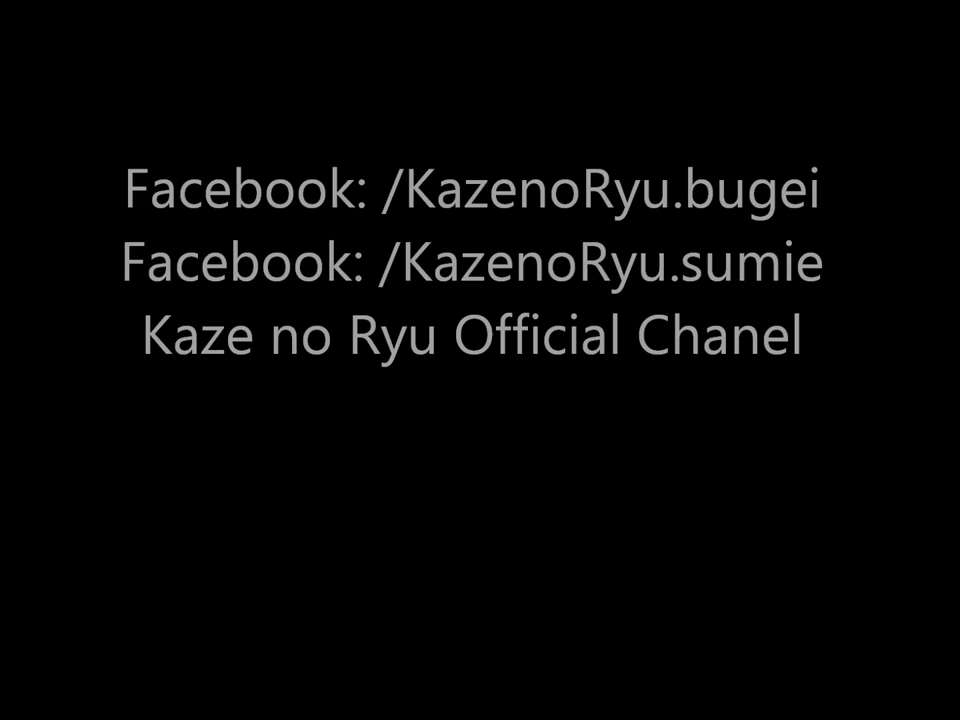 Facebook: /KazenoRyu.bugei
Facebook: /KazenoRyu.sumie
Kaze no Ryu Official Chanel